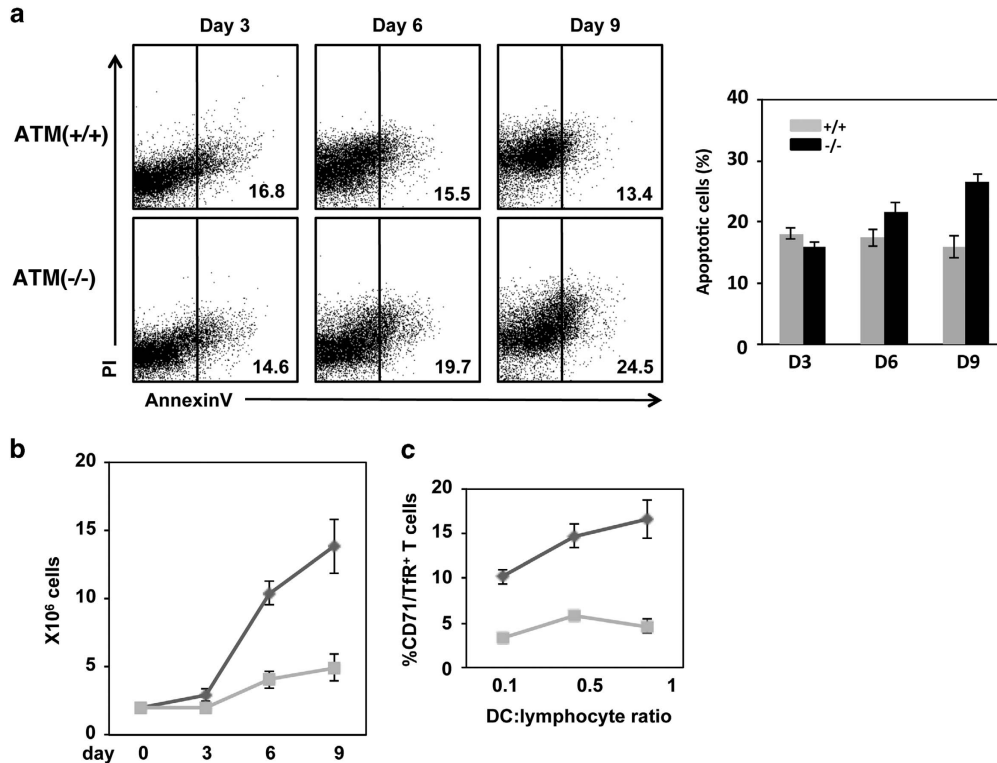 a
Day 3 Day 6 Day 9
ATM(+/+)
16.8 15.5 13.4
ATM(-/-)
14.6 19.7 24.5
PI
AnnexinV
40
30
20
10
0
Apoptotic cells (%)
+/+
-/-
D3 D6 D9
b
20
15
10
5
0
X10⁶ cells
day 0 3 6 9
c
20
15
10
5
0
%CD71/TfR⁺ T cells
0.1 0.5 1
DC:lymphocyte ratio